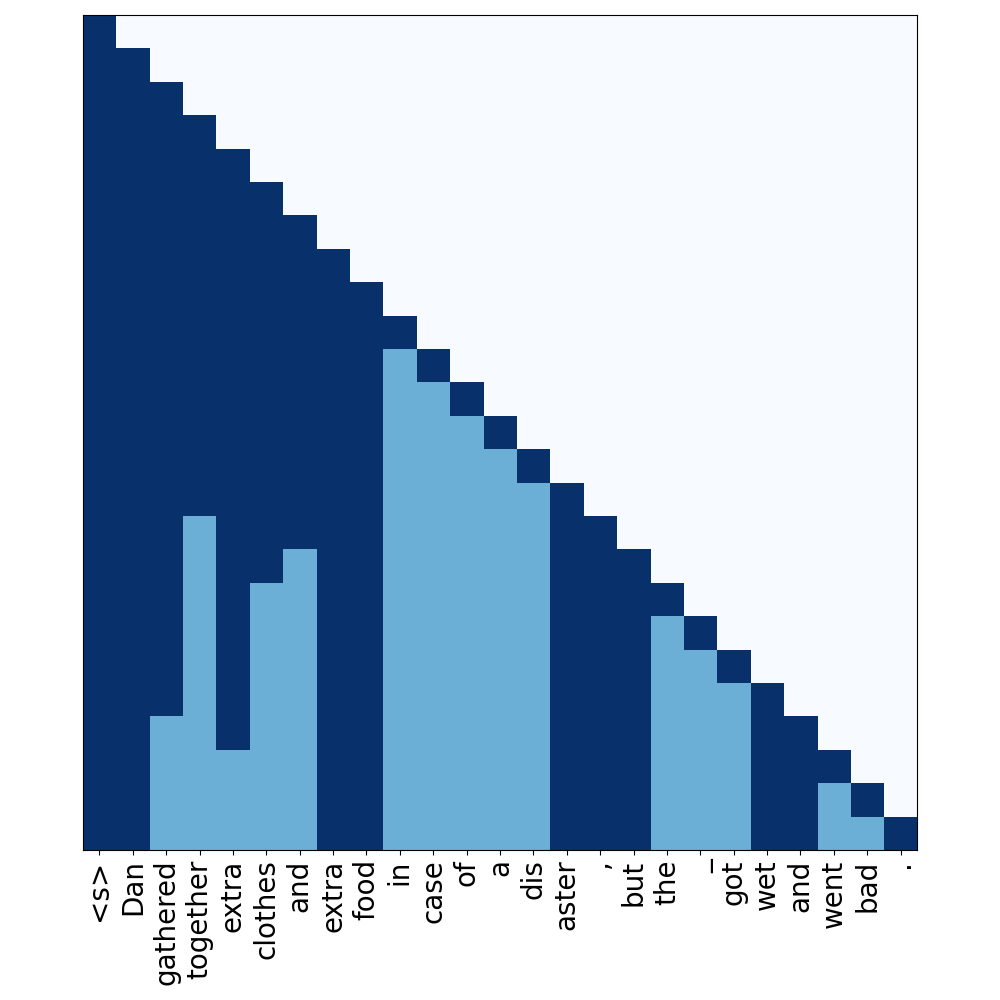 <s>
Dan
gathered
together
extra
clothes
and
extra
food
in
case
of
a
dis
aster
,
but
the
_
got
wet
and
went
bad
.